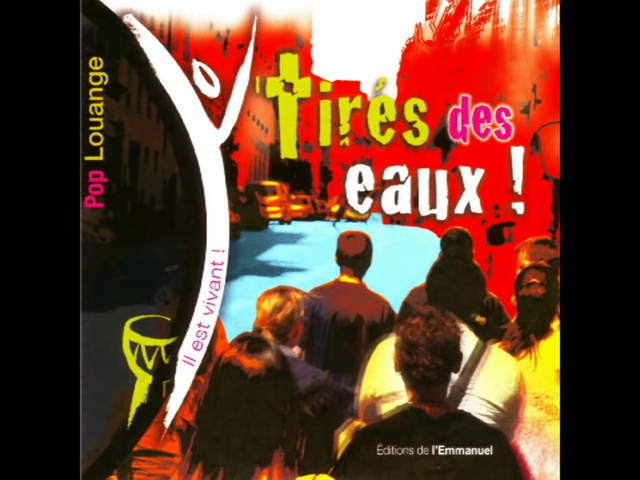 Pop Louange
tirés des
eaux !
Il est vivant !
Éditions de l'Emmanuel